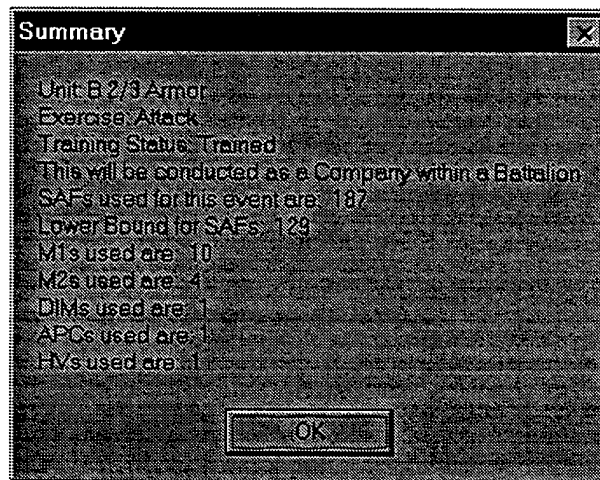 Summary
Unit: B 2/3 Armor
Exercise: Attack
Training Status: Trained
This will be conducted as a Company within a Battalion
SAFs used for this event are: 187
Lower Bound for SAFs: 129
M1s used are: 10
M2s used are: 4
DIMs used are: 1
APCs used are: 1
HVs used are: 1
OK